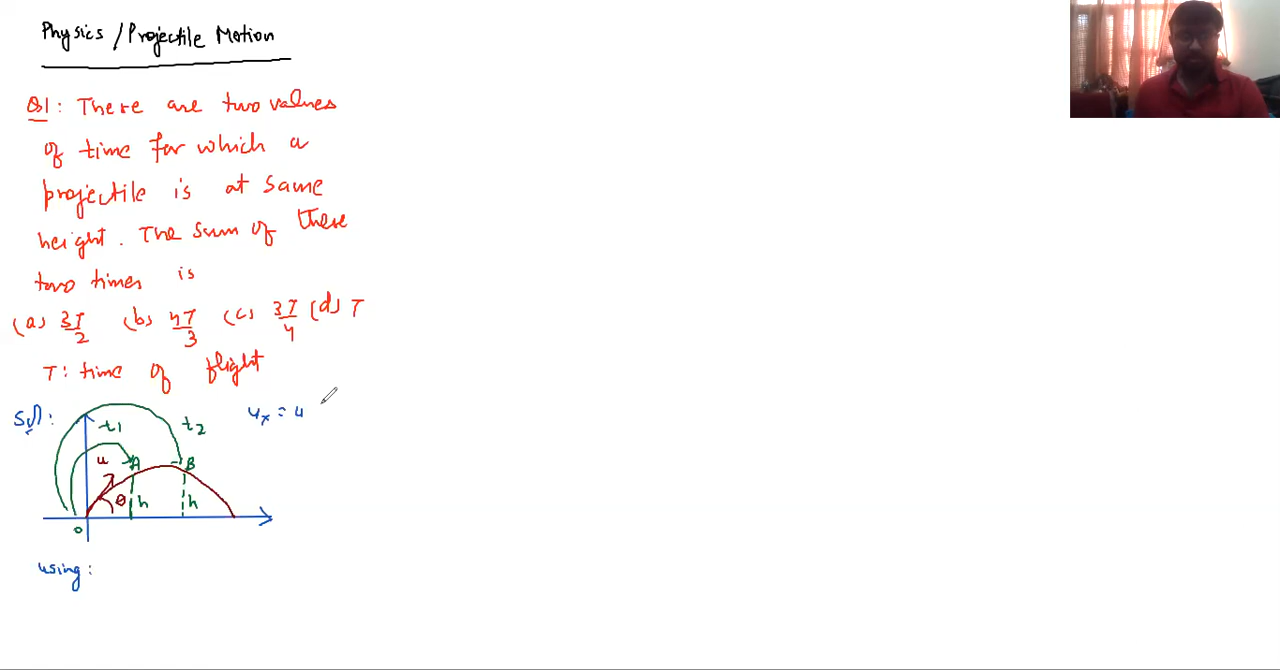 Physics / Projectile Motion
Q1: There are two values
of time for which a
projectile is at same
height. The sum of these
two times is
(a) 3T/2 (b) 4T/3 (c) 3T/4 (d) T
T: time of flight
Sol:
t1 t2
u A B
θ h h
O
ux = u
using: